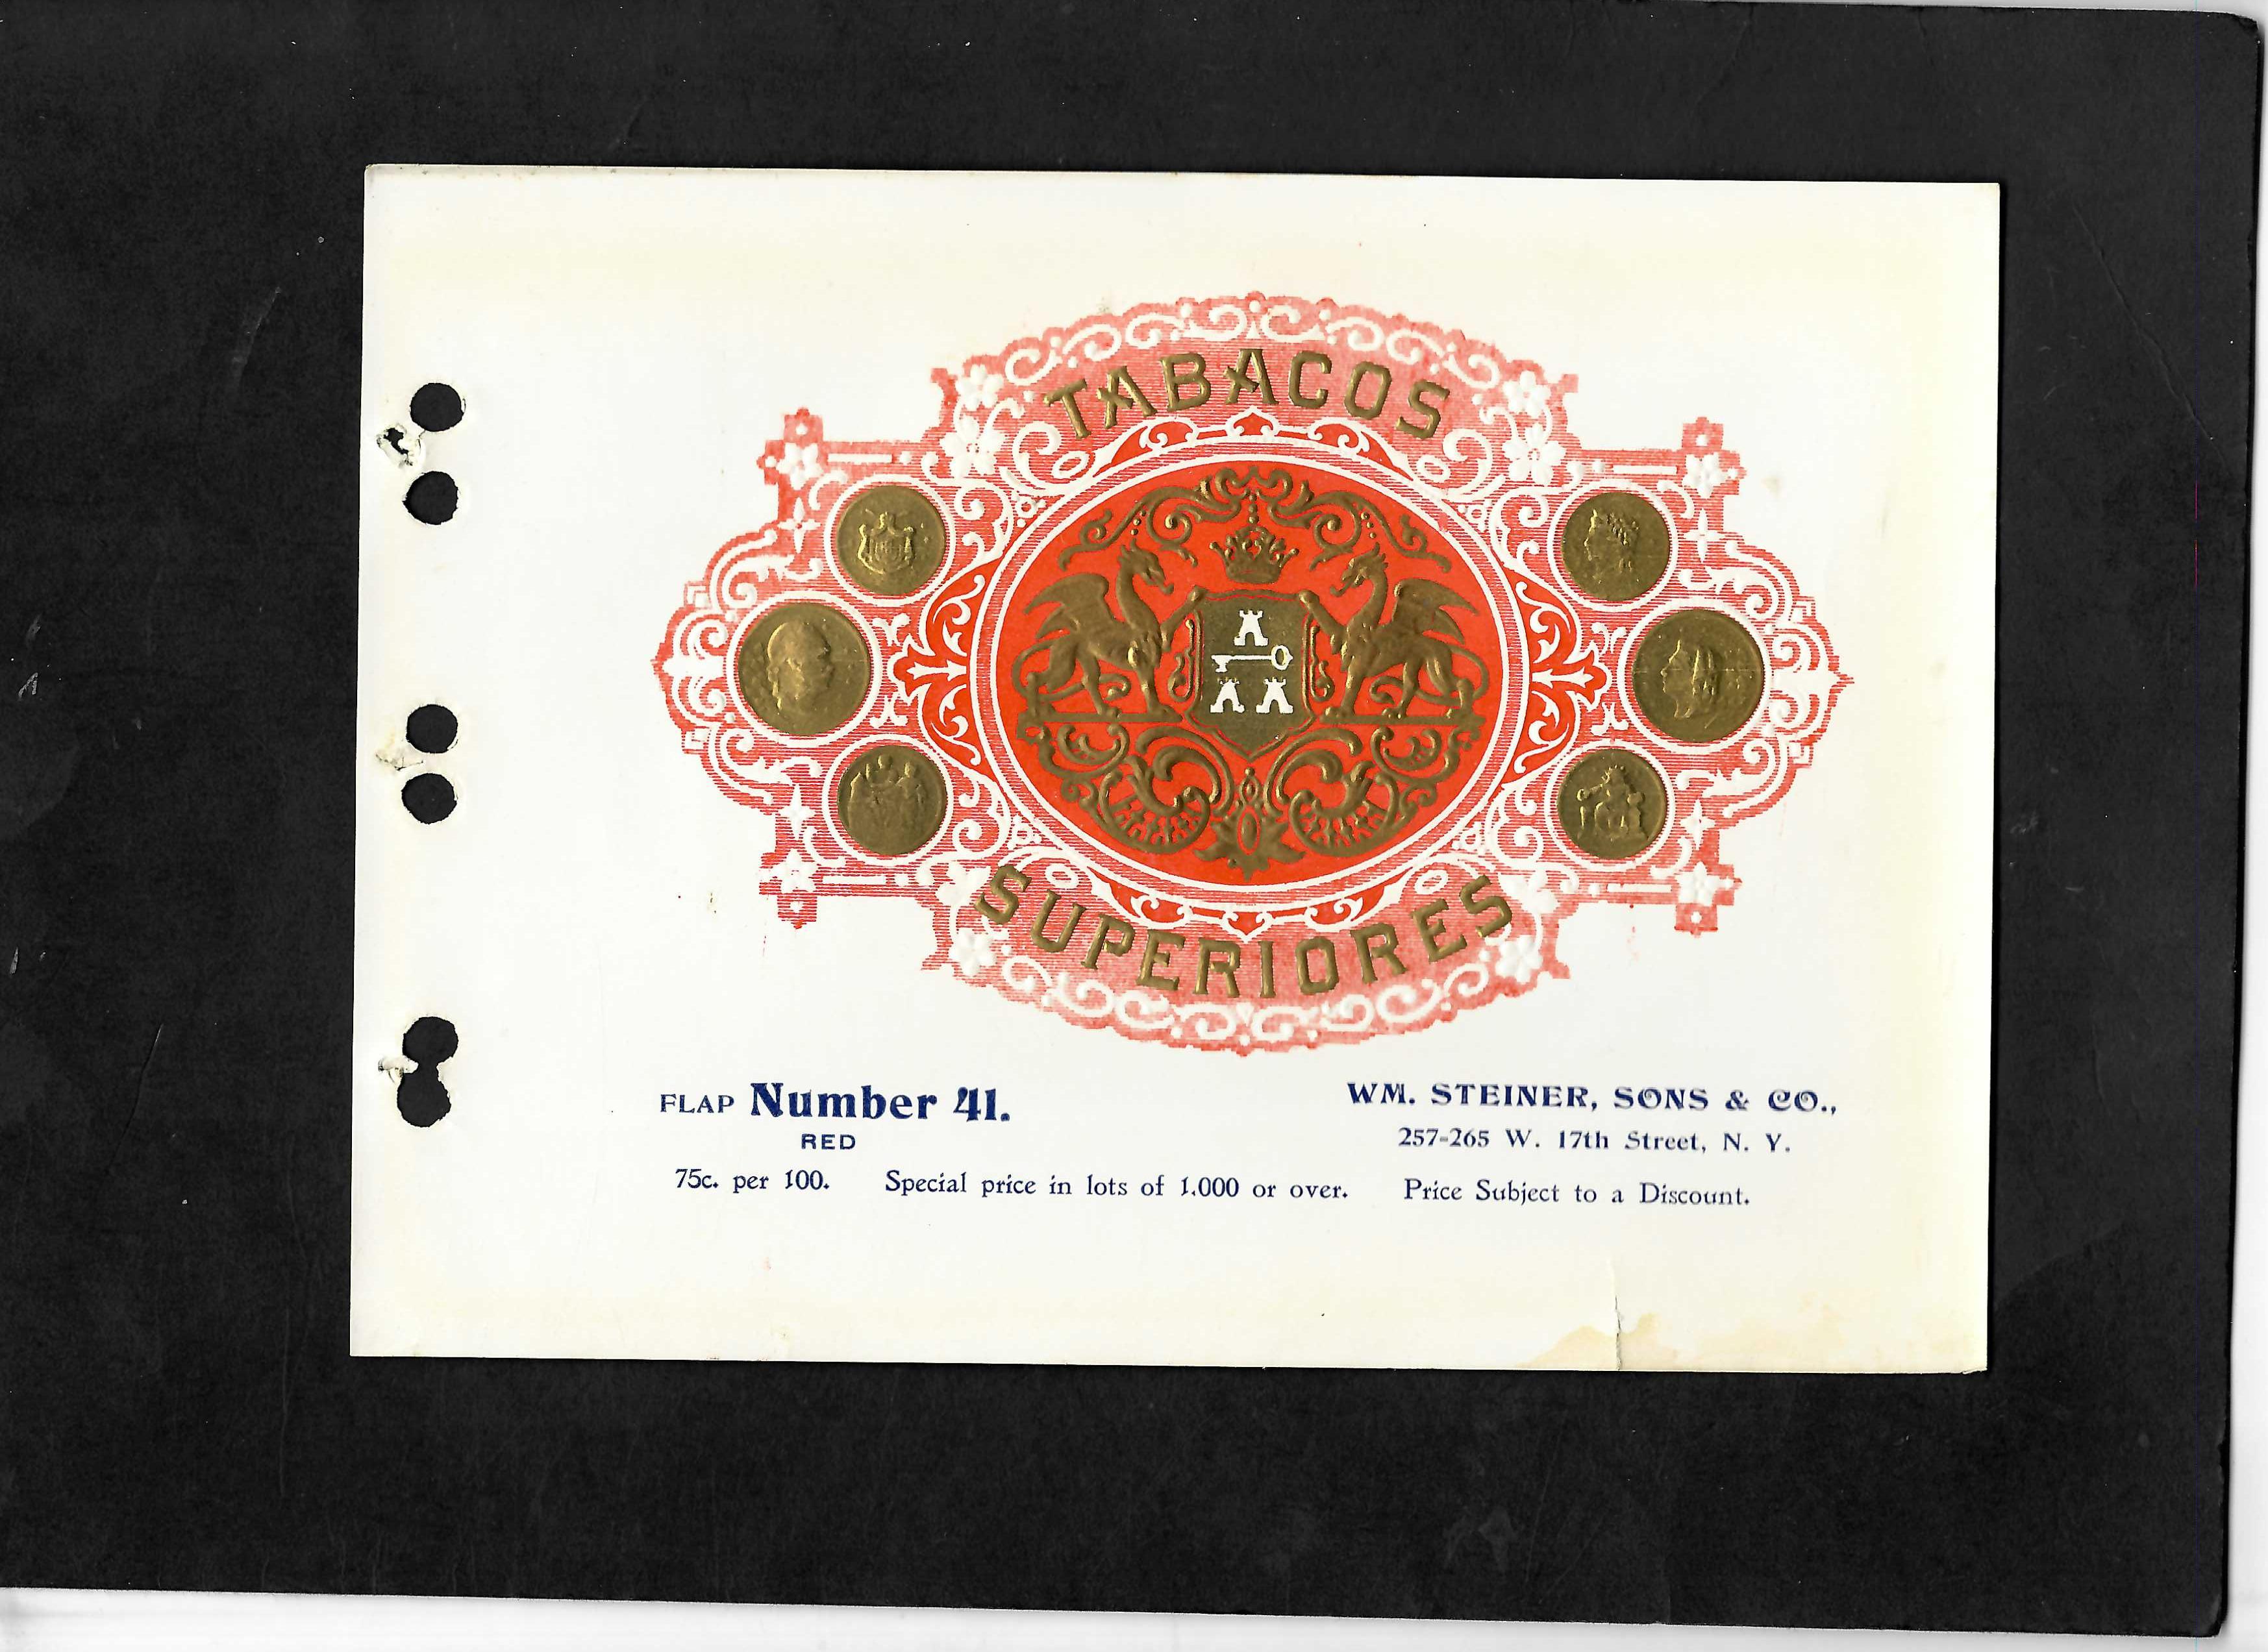 TABACOS
SUPERIORES
FLAP Number 41.
RED
75c. per 100. Special price in lots of 1.000 or over. Price Subject to a Discount.
WM. STEINER, SONS & CO.,
257-265 W. 17th Street, N. Y.